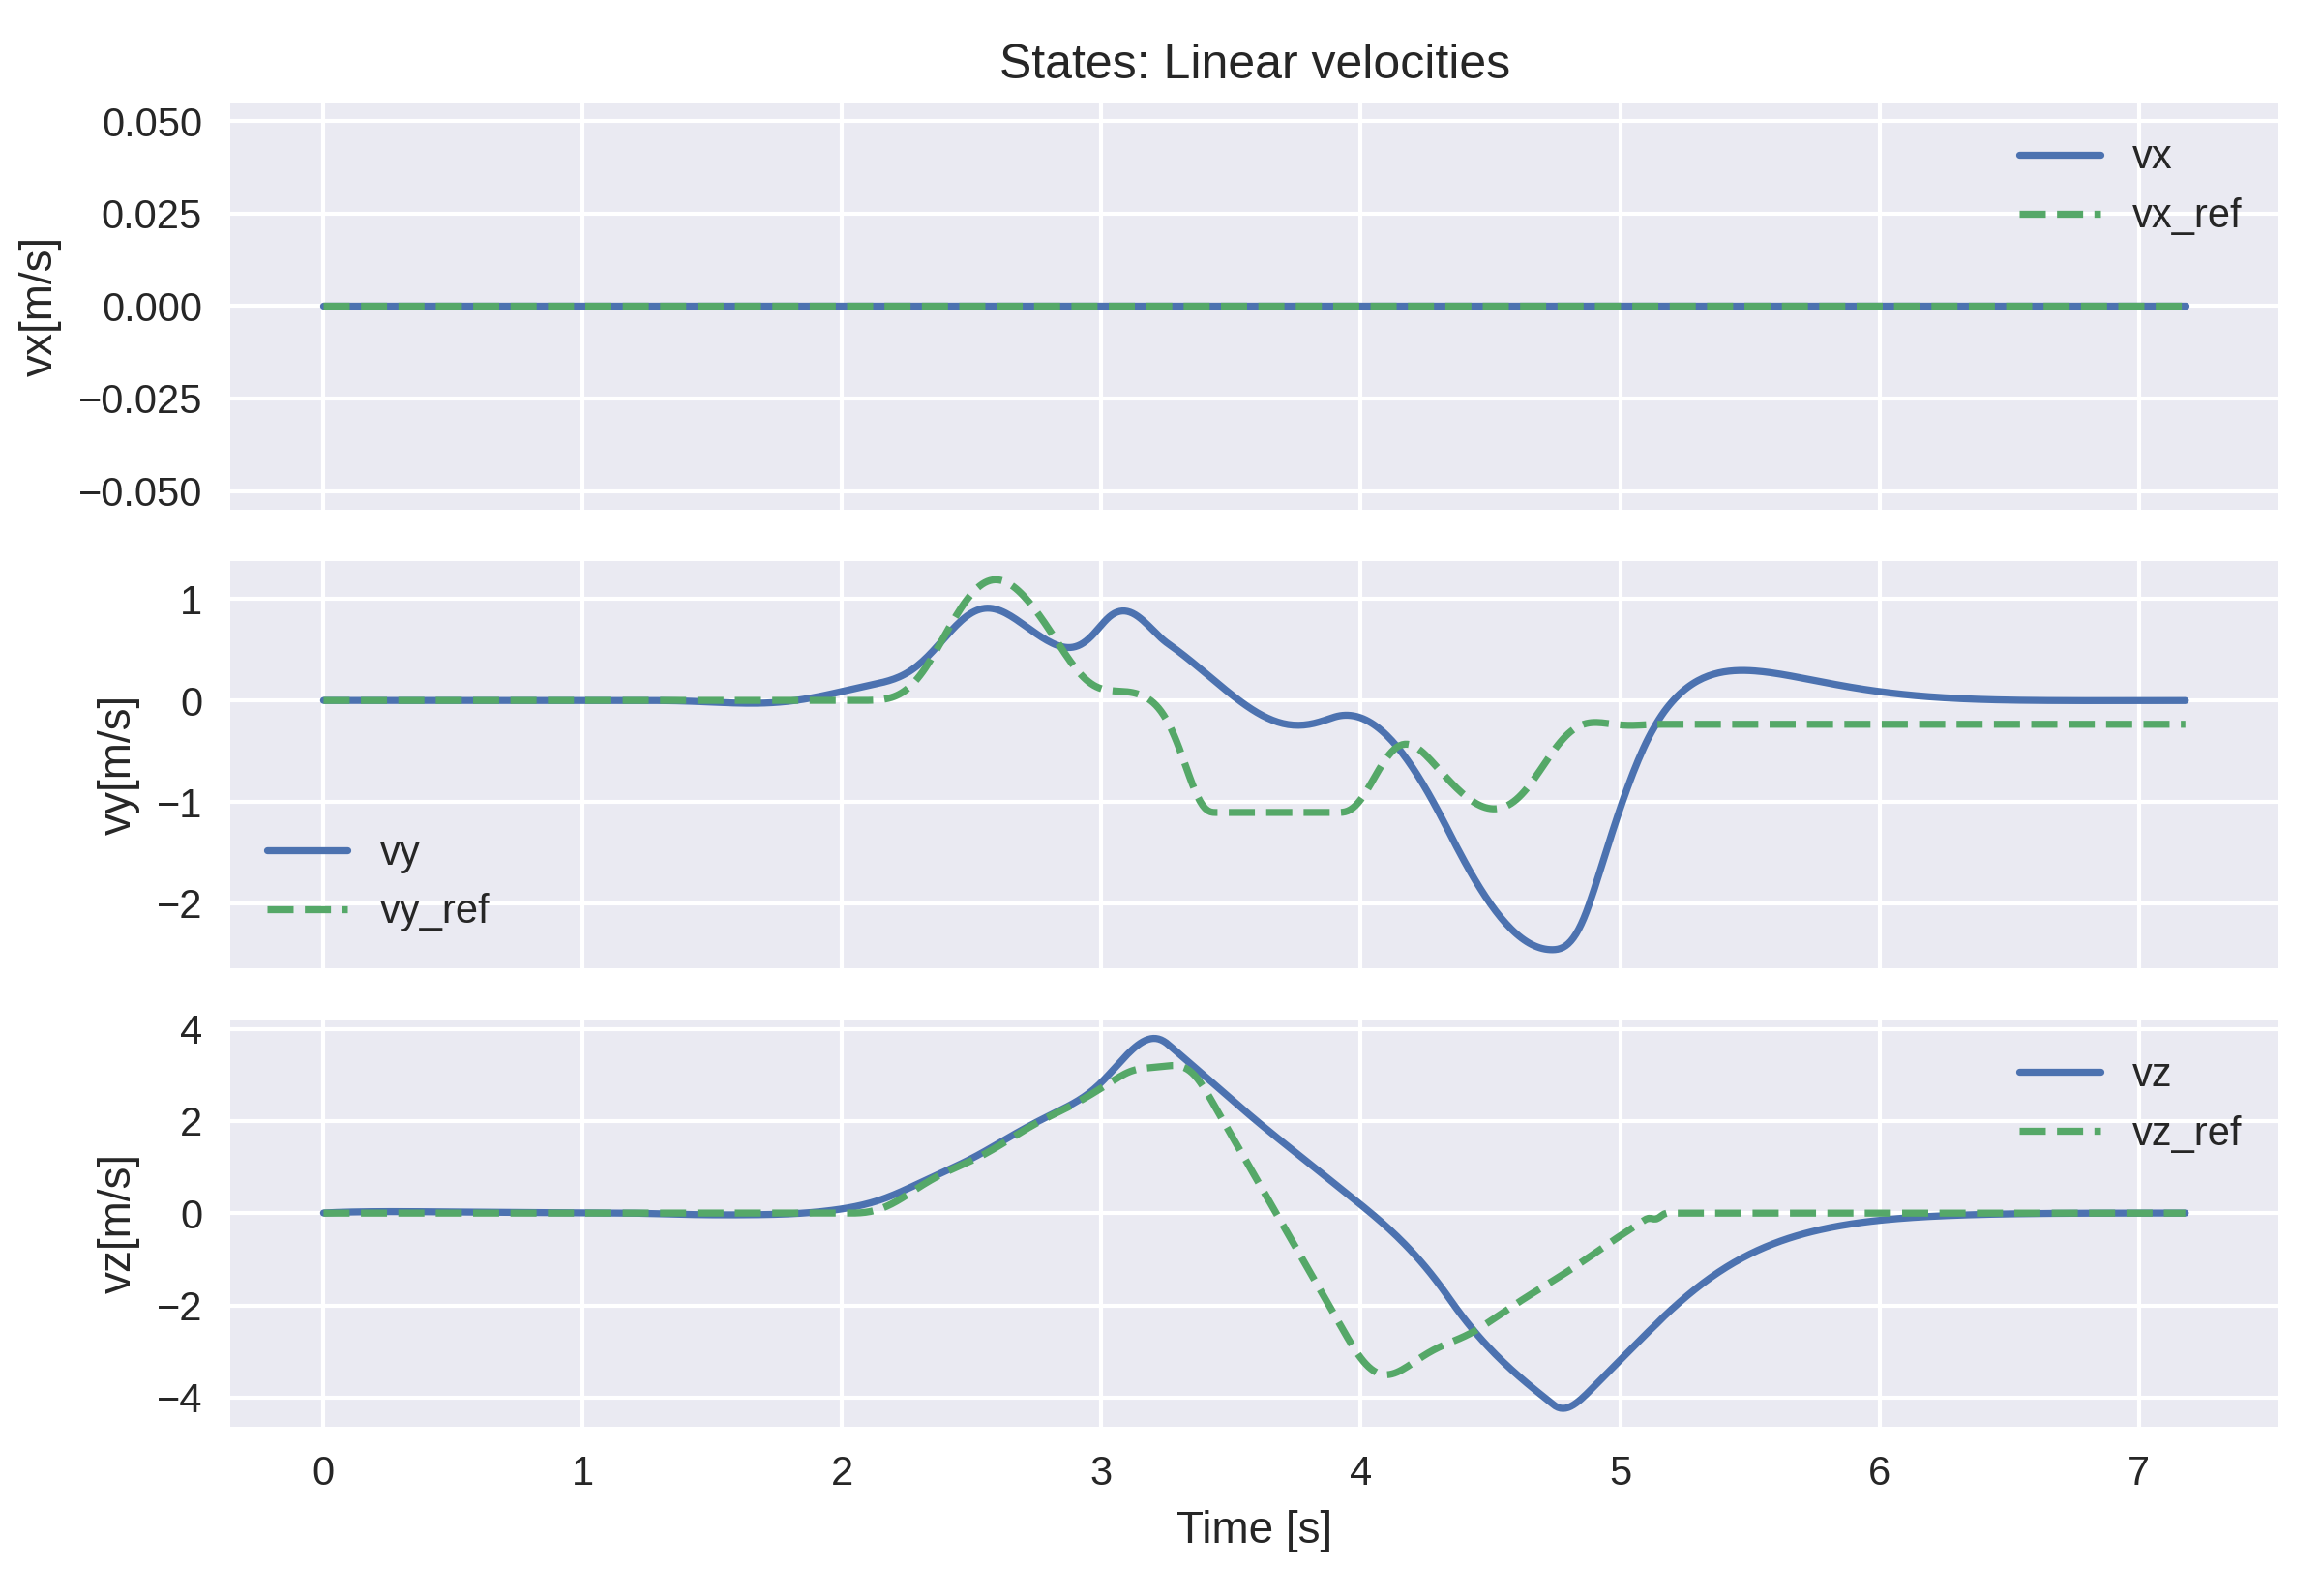 States: Linear velocities
0.050
0.025
0.000
−0.025
−0.050
vx[m/s]
vx
vx_ref
1
0
−1
−2
vy[m/s]
vy
vy_ref
4
2
0
−2
−4
vz[m/s]
vz
vz_ref
0 1 2 3 4 5 6 7
Time [s]